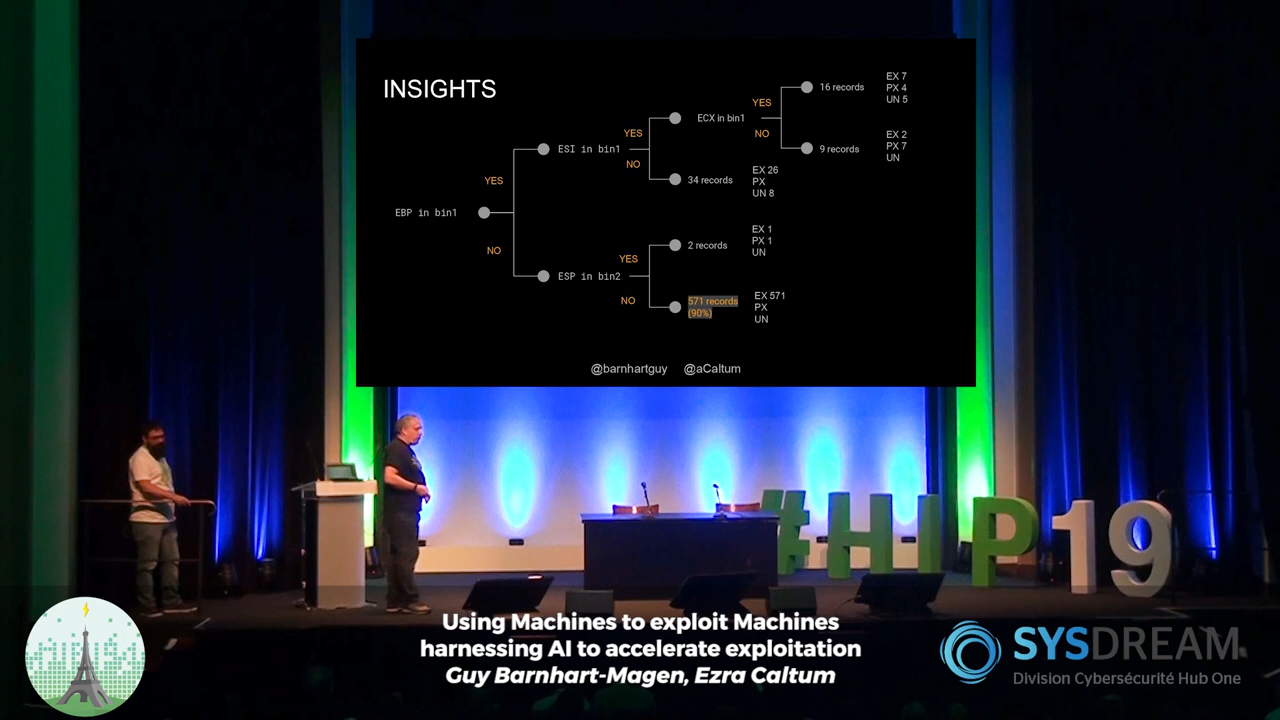 INSIGHTS
EBP in bin1
YES
NO
ESI in bin1
YES
NO
ECX in bin1
YES
NO
16 records
EX 7
PX 4
UN 5
9 records
EX 2
PX 7
UN
34 records
EX 26
PX
UN 8
ESP in bin2
YES
NO
2 records
EX 1
PX 1
UN
571 records
(90%)
EX 571
PX
UN
@barnhartguy @aCaltum
#HIP19
Using Machines to exploit Machines
harnessing AI to accelerate exploitation
Guy Barnhart-Magen, Ezra Caltum
SYSDREAM
Division Cybersécurité Hub One